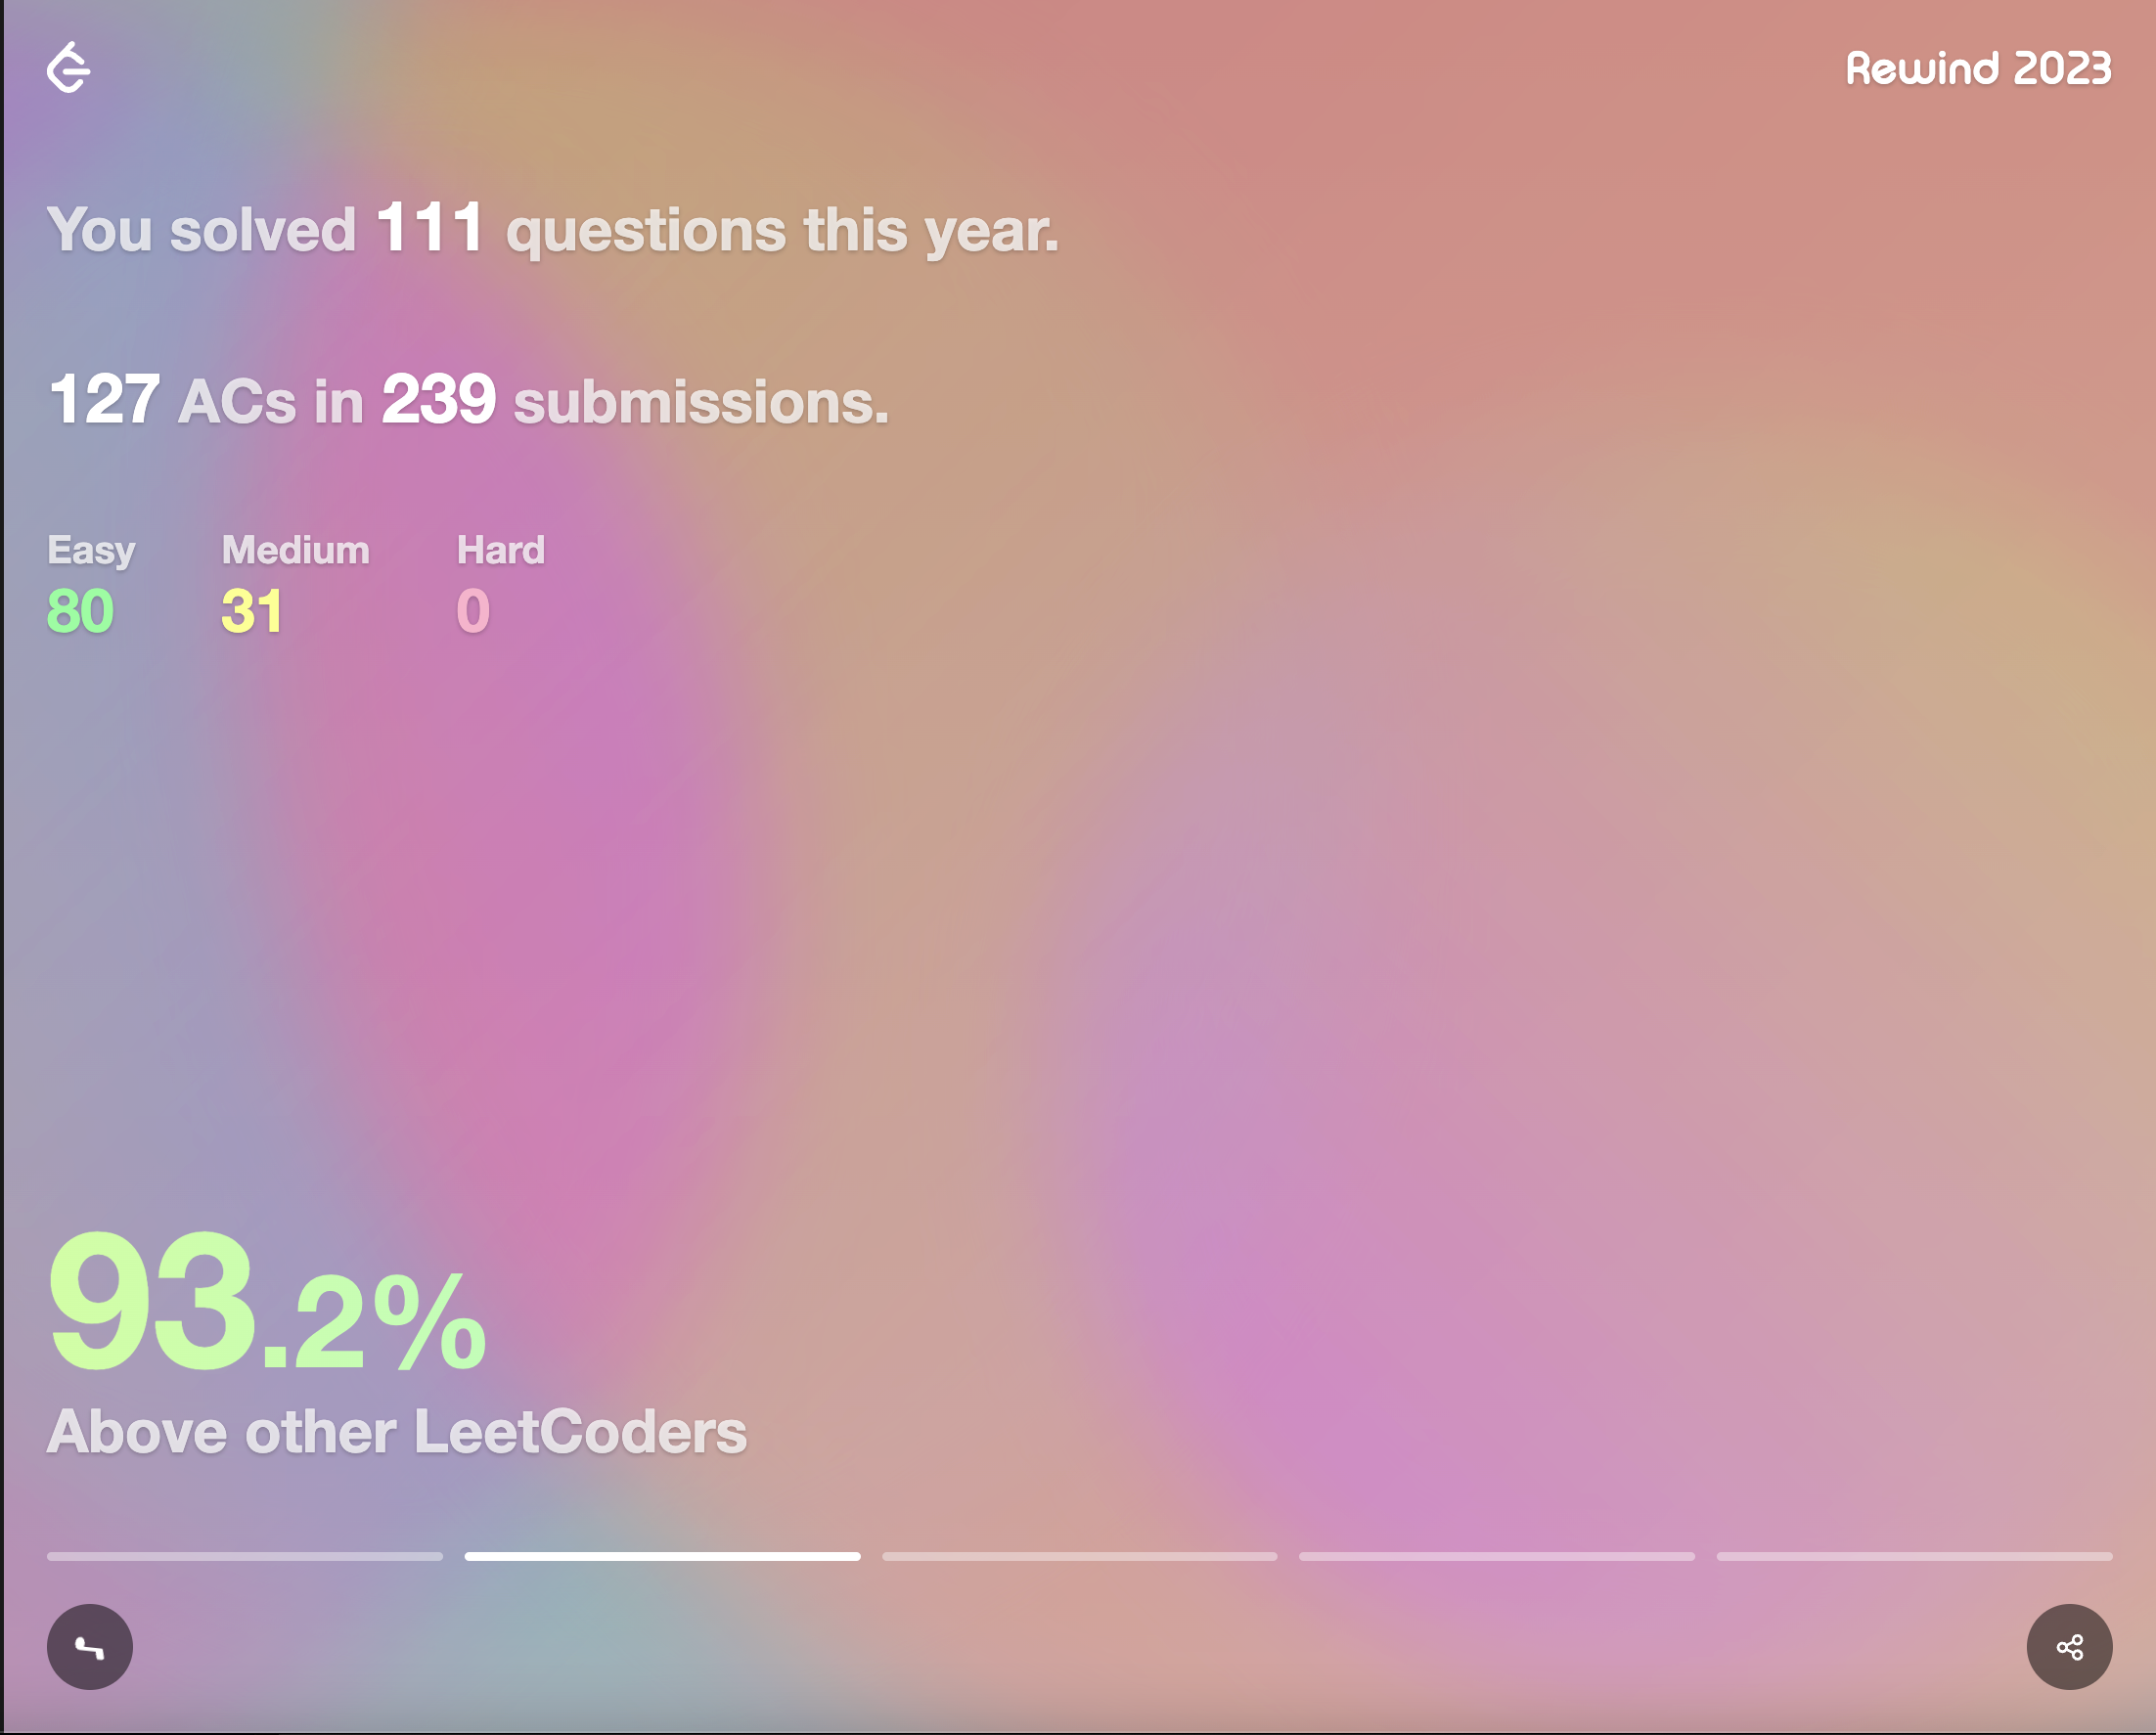 Rewind 2023
You solved 111 questions this year.
127 ACs in 239 submissions.
Easy Medium Hard
80 31 0
93.2%
Above other LeetCoders